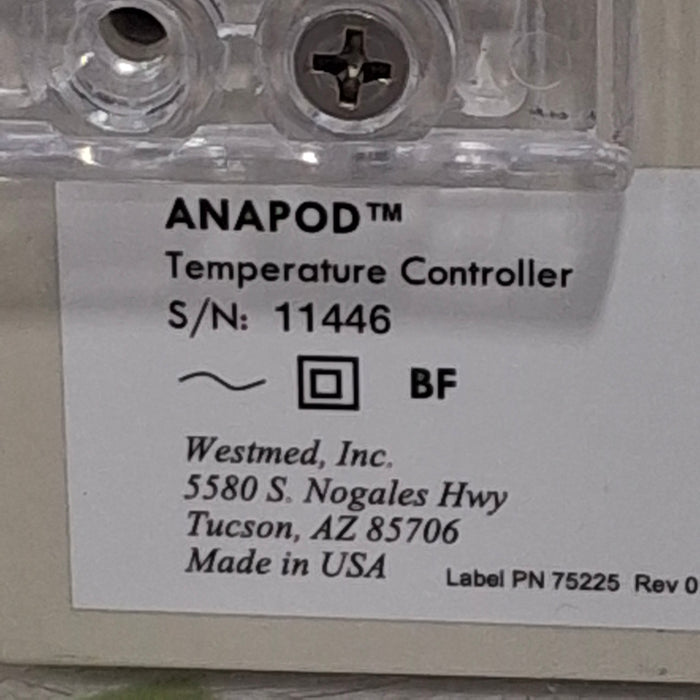 ANAPOD™
Temperature Controller
S/N: 11446
BF
Westmed, Inc.
5580 S. Nogales Hwy
Tucson, AZ 85706
Made in USA
Label PN 75225 Rev 0